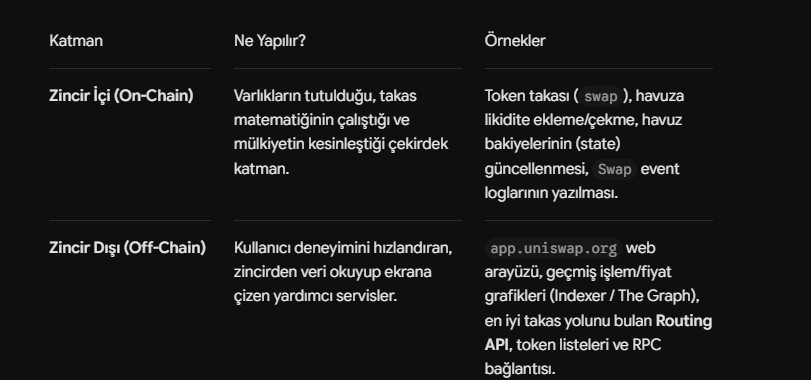 Katman
Ne Yapılır?
Örnekler
Zincir İçi (On-Chain)
Varlıkların tutulduğu, takas
matematiğinin çalıştığı ve
mülkiyetin kesinleştiği çekirdek
katman.
Token takası ( swap ), havuza
likidite ekleme/çekme, havuz
bakiyelerinin (state)
güncellenmesi, Swap event
loglarının yazılması.
Zincir Dışı (Off-Chain)
Kullanıcı deneyimini hızlandıran,
zincirden veri okuyup ekrana
çizen yardımcı servisler.
app.uniswap.org web
arayüzü, geçmiş işlem/fiyat
grafikleri (Indexer / The Graph),
en iyi takas yolunu bulan Routing
API, token listeleri ve RPC
bağlantısı.